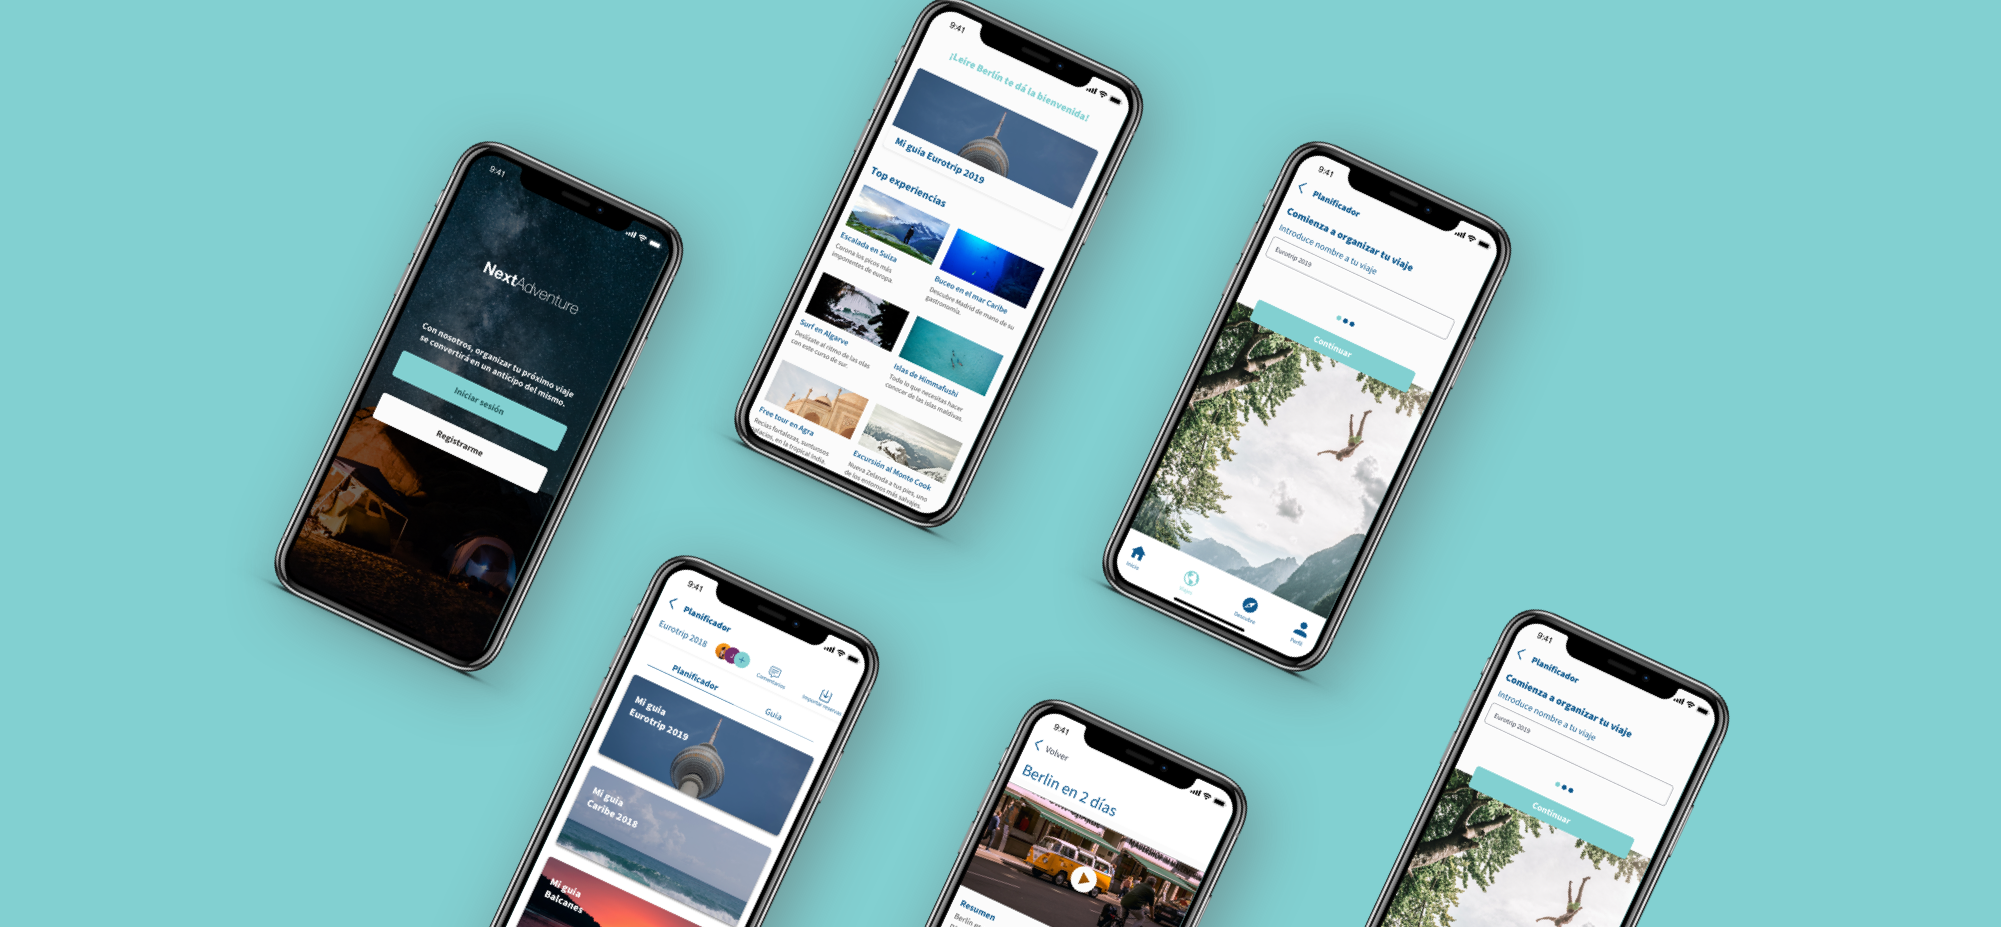 9:41
NextAdventure
Con nosotros, organizar tu próximo viaje
se convertirá en un anticipo del mismo.
Iniciar sesión
Registrarme
9:41
¡Leire Berlín te dá la bienvenida!
Mi guía Eurotrip 2019
Top experiencias
Escalada en Suiza
Corona los picos más
imponentes de europa
Buceo en el mar Caribe
Descubre Madrid de mano de su
gastronomía.
Surf en Algarve
Deslízate al ritmo de las olas
con este curso de sur.
Islas de Himmafushi
Todo lo que necesitas hacer
conocer de las islas maldivas.
Free tour en Agra
Recias fortalezas, suntuosos
palacios, en la tropical India
Excursión al Monte Cook
Nueva Zelanda a tus pies, uno
de los entornos más salvajes.
9:41
Planificador
Comienza a organizar tu viaje
Introduce nombre a tu viaje
Eurotrip 2019
Continuar
Inicio
Viajes
Descubre
Perfil
9:41
Planificador
Eurotrip 2018
Comentarios
Importar reservas
Planificador
Guía
Mi guía
Eurotrip 2019
Mi guía
Caribe 2018
Mi guía
Balcanes
9:41
Volver
Berlin en 2 días
Resumen
9:41
Planificador
Comienza a organizar tu viaje
Introduce nombre a tu viaje
Eurotrip 2019
Continuar